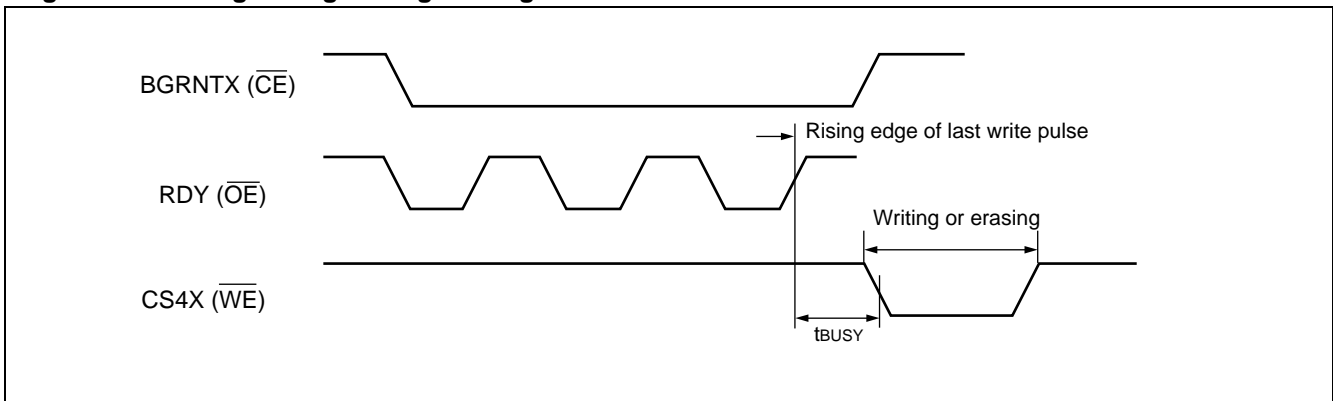 BGRNTX (CE)
Rising edge of last write pulse
RDY (OE)
Writing or erasing
CS4X (WE)
tBUSY